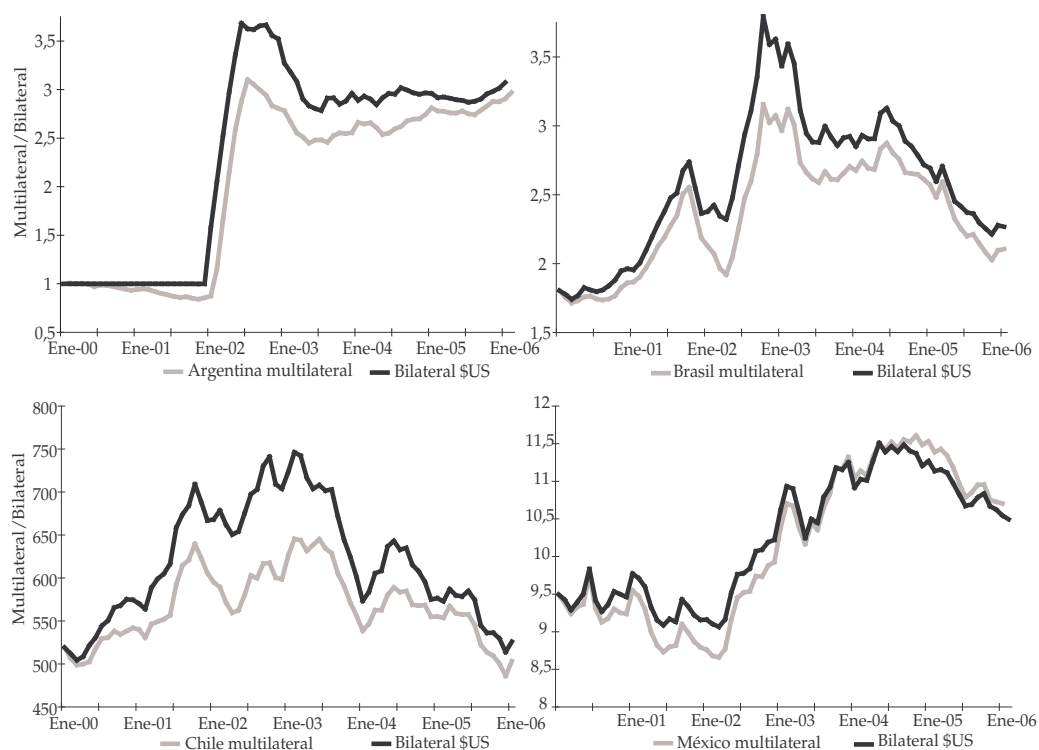 Multilateral/Bilateral
3,5
3
2,5
2
1,5
1
0,5
Ene-00 Ene-01 Ene-02 Ene-03 Ene-04 Ene-05 Ene-06
Argentina multilateral Bilateral $US
3,5
3
2,5
2
1,5
Ene-01 Ene-02 Ene-03 Ene-04 Ene-05 Ene-06
Brasil multilateral Bilateral $US
Multilateral/Bilateral
800
750
700
650
600
550
500
450
Ene-00 Ene-01 Ene-02 Ene-03 Ene-04 Ene-05 Ene-06
Chile multilateral Bilateral $US
12
11,5
11
10,5
10
9,5
9
8,5
8
Ene-01 Ene-02 Ene-03 Ene-04 Ene-05 Ene-06
México multilateral Bilateral $US